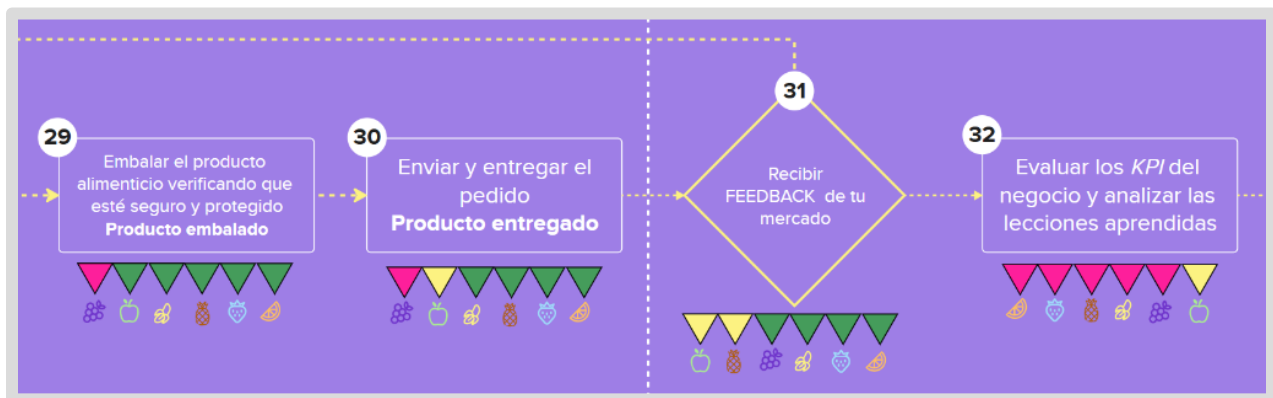 29
Embalar el producto
alimenticio verificando que
esté seguro y protegido
Producto embalado
30
Enviar y entregar el
pedido
Producto entregado
31
Recibir
FEEDBACK de tu
mercado
32
Evaluar los KPI del
negocio y analizar las
lecciones aprendidas